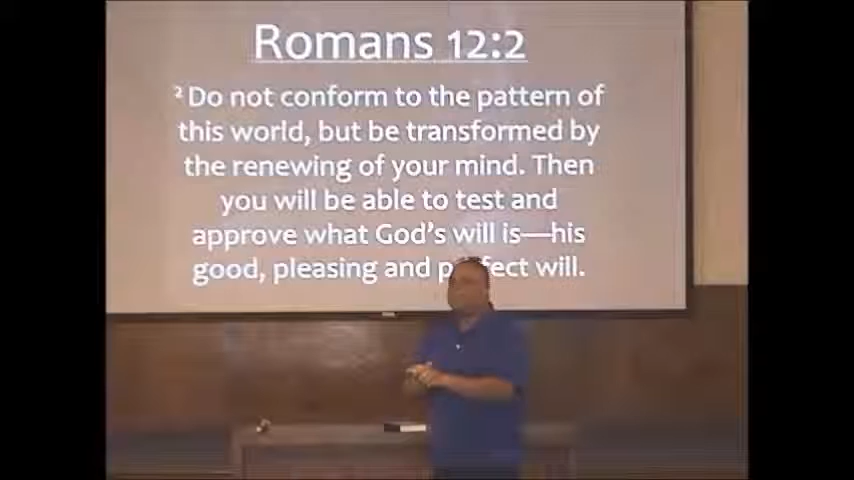 Romans 12:2
² Do not conform to the pattern of
this world, but be transformed by
the renewing of your mind. Then
you will be able to test and
approve what God's will is—his
good, pleasing and perfect will.